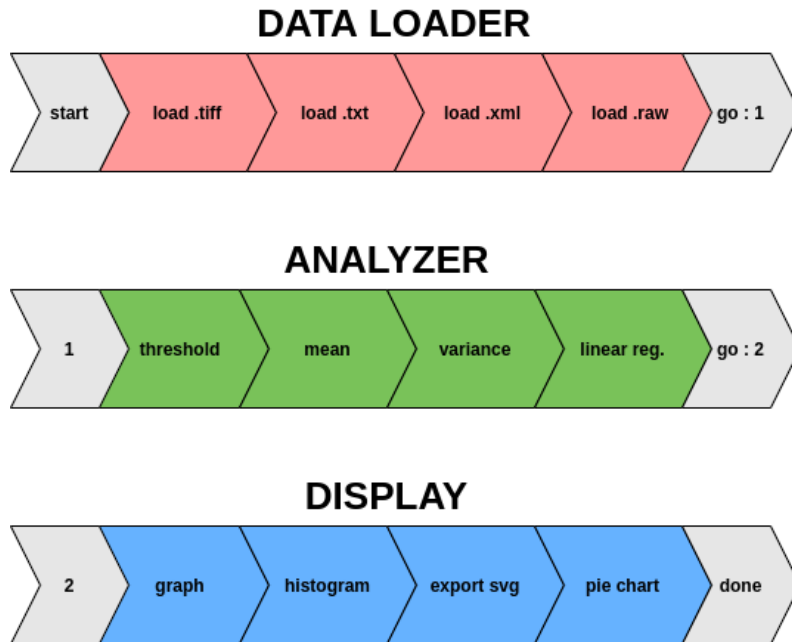 DATA LOADER
start load .tiff load .txt load .xml load .raw go : 1
ANALYZER
1 threshold mean variance linear reg. go : 2
DISPLAY
2 graph histogram export svg pie chart done